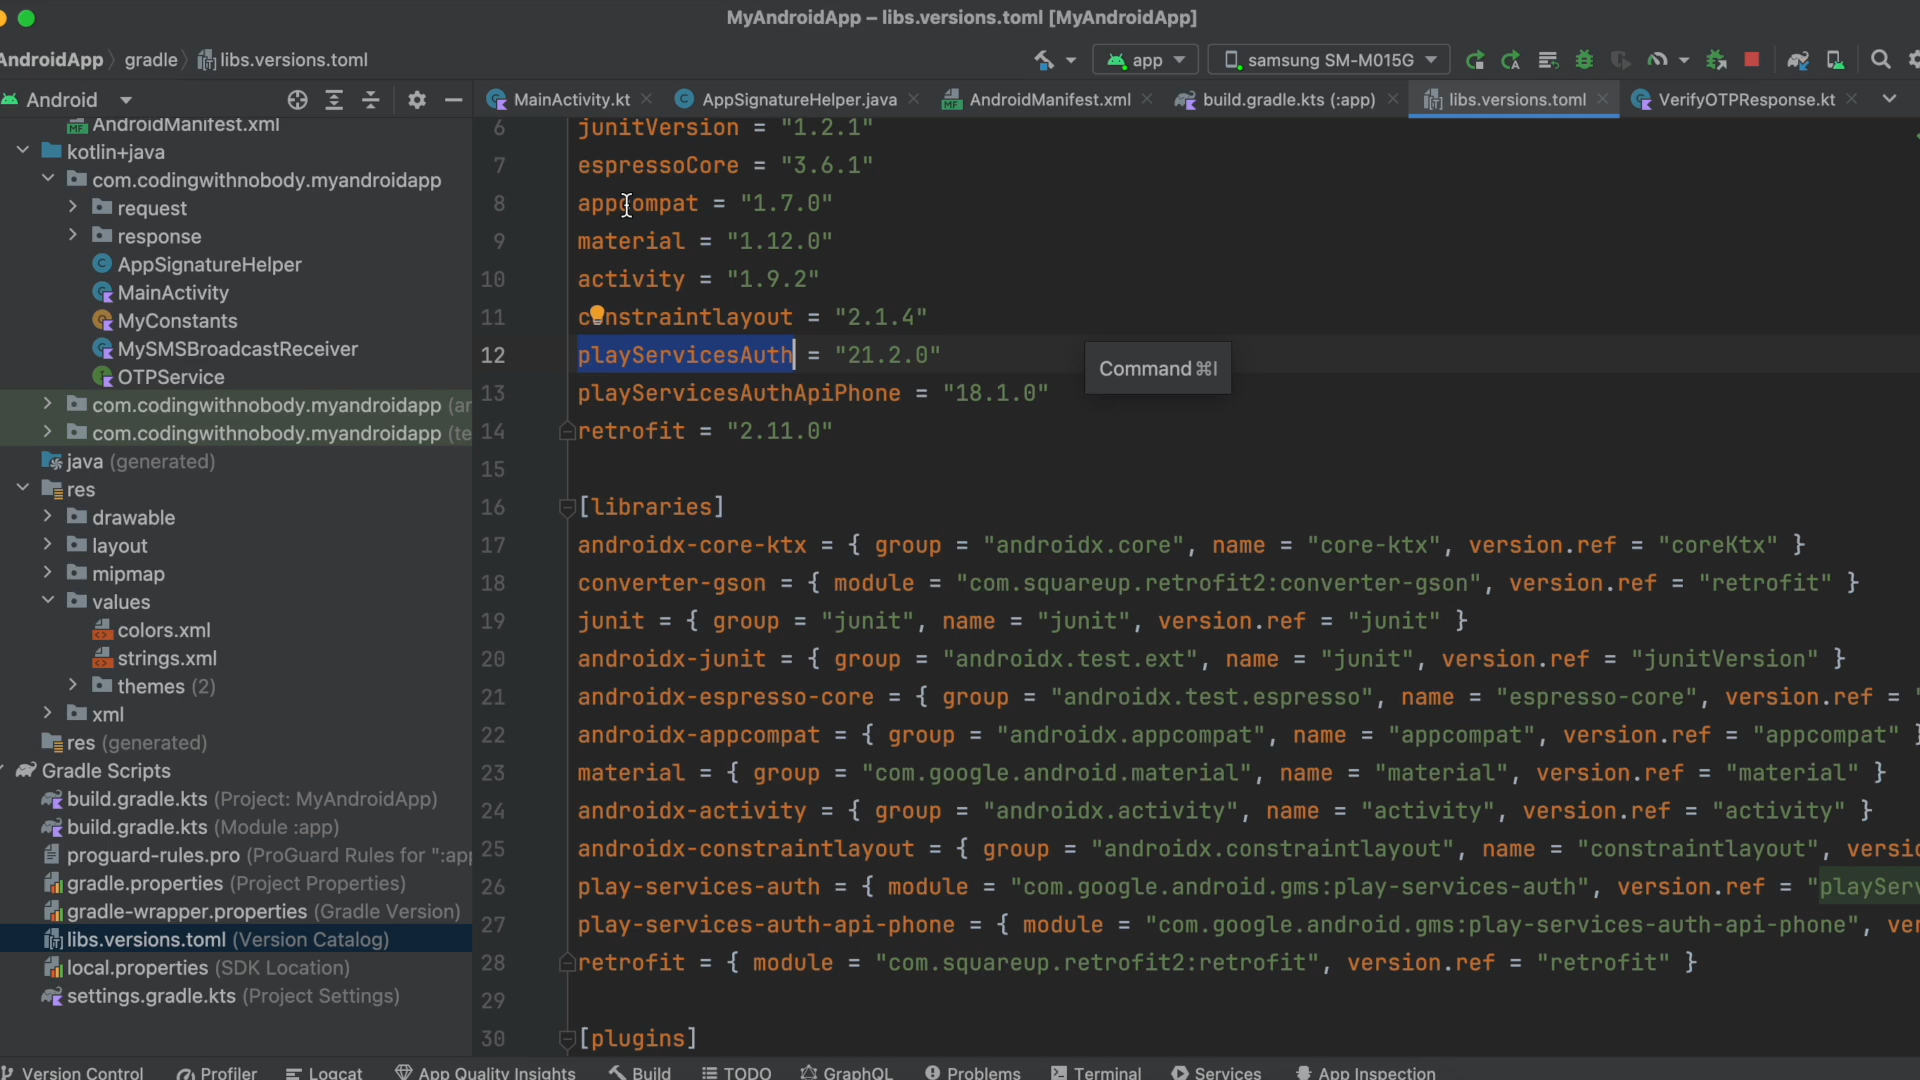 MyAndroidApp – libs.versions.toml [MyAndroidApp]
AndroidApp
gradle
libs.versions.toml
app
samsung SM-M015G
Android
MainActivity.kt
AppSignatureHelper.java
AndroidManifest.xml
build.gradle.kts (:app)
libs.versions.toml
VerifyOTPResponse.kt
AndroidManifest.xml
kotlin+java
com.codingwithnobody.myandroidapp
request
response
AppSignatureHelper
MainActivity
MyConstants
MySMSBroadcastReceiver
OTPService
com.codingwithnobody.myandroidapp (ar
com.codingwithnobody.myandroidapp (te
java (generated)
res
drawable
layout
mipmap
values
colors.xml
strings.xml
themes (2)
xml
res (generated)
Gradle Scripts
build.gradle.kts (Project: MyAndroidApp)
build.gradle.kts (Module :app)
proguard-rules.pro (ProGuard Rules for ":app
gradle.properties (Project Properties)
gradle-wrapper.properties (Gradle Version)
libs.versions.toml (Version Catalog)
local.properties (SDK Location)
settings.gradle.kts (Project Settings)
6 junitVersion = "1.2.1"
7 espressoCore = "3.6.1"
8 appcompat = "1.7.0"
9 material = "1.12.0"
10 activity = "1.9.2"
11 constraintlayout = "2.1.4"
12 playServicesAuth = "21.2.0"
Command ⌘I
13 playServicesAuthApiPhone = "18.1.0"
14 retrofit = "2.11.0"
15
16 [libraries]
17 androidx-core-ktx = { group = "androidx.core", name = "core-ktx", version.ref = "coreKtx" }
18 converter-gson = { module = "com.squareup.retrofit2:converter-gson", version.ref = "retrofit" }
19 junit = { group = "junit", name = "junit", version.ref = "junit" }
20 androidx-junit = { group = "androidx.test.ext", name = "junit", version.ref = "junitVersion" }
21 androidx-espresso-core = { group = "androidx.test.espresso", name = "espresso-core", version.ref = "
22 androidx-appcompat = { group = "androidx.appcompat", name = "appcompat", version.ref = "appcompat" }
23 material = { group = "com.google.android.material", name = "material", version.ref = "material" }
24 androidx-activity = { group = "androidx.activity", name = "activity", version.ref = "activity" }
25 androidx-constraintlayout = { group = "androidx.constraintlayout", name = "constraintlayout", versio
26 play-services-auth = { module = "com.google.android.gms:play-services-auth", version.ref = "playServ
27 play-services-auth-api-phone = { module = "com.google.android.gms:play-services-auth-api-phone", ver
28 retrofit = { module = "com.squareup.retrofit2:retrofit", version.ref = "retrofit" }
29
30 [plugins]
Version Control
Profiler
Logcat
App Quality Insights
Build
TODO
GraphQL
Problems
Terminal
Services
App Inspection